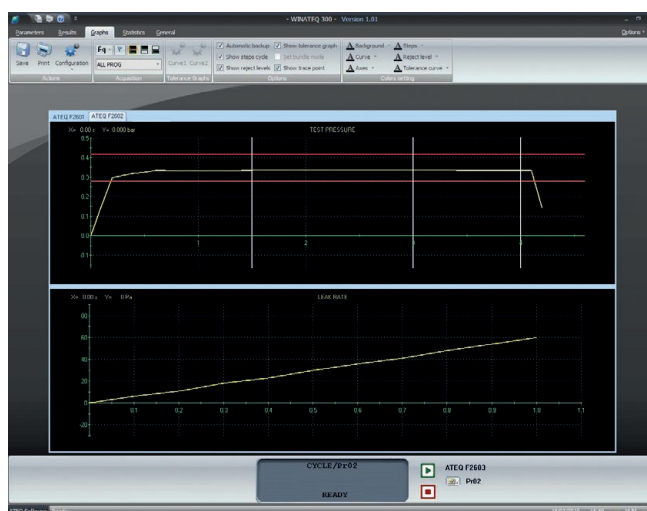 - WINATEQ 300 - Version 1.01
Parameters Results Graphs Statistics General Options
Save Print Configuration
Actions
Eq
ALL PROG
Acquisition
Curve1 Curve2
Tolerance Graphs
Automatic backup Show tolerance graph
Show steps cycle Set bundle mode
Show reject levels Show trace point
Options
Background Steps
Curve Reject level
Axes Tolerance curve
Colors setting
ATEQ F2601 ATEQ F2602
X= 0.00 s Y= 0.000 bar TEST PRESSURE
0.5
0.4
0.3
0.2
0.1
0.0
1 2 3 4
0.1
X= 0.00 s Y= 0 Pa LEAK RATE
80
60
40
20
0
0.1 0.2 0.3 0.4 0.5 0.6 0.7 0.8 0.9 1.0 1.1
-20
CYCLE/Pr02
READY
ATEQ F2603
Pr02